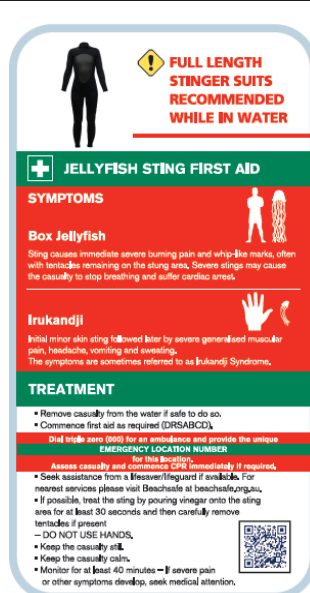 FULL LENGTH
STINGER SUITS
RECOMMENDED
WHILE IN WATER
JELLYFISH STING FIRST AID
SYMPTOMS
Box Jellyfish
Sting causes immediate severe burning pain and whip-like marks, often
with tentacles remaining on the stung area. Severe stings may cause
the casualty to stop breathing and suffer cardiac arrest.
Irukandji
Initial minor skin sting followed later by severe generalised muscular
pain, headache, vomiting and sweating.
The symptoms are sometimes referred to as Irukandji Syndrome.
TREATMENT
▪ Remove casualty from the water if safe to do so.
▪ Commence first aid as required (DRSABCD).
Dial triple zero (000) for an ambulance and provide the unique
EMERGENCY LOCATION NUMBER
for this location.
Assess casualty and commence CPR immediately if required.
▪ Seek assistance from a lifesaver/lifeguard if available. For
nearest services please visit Beachsafe at beachsafe.org.au.
▪ If possible, treat the sting by pouring vinegar onto the sting
area for at least 30 seconds and then carefully remove
tentacles if present
– DO NOT USE HANDS.
▪ Keep the casualty still.
▪ Keep the casualty calm.
▪ Monitor for at least 40 minutes – If severe pain
or other symptoms develop, seek medical attention.